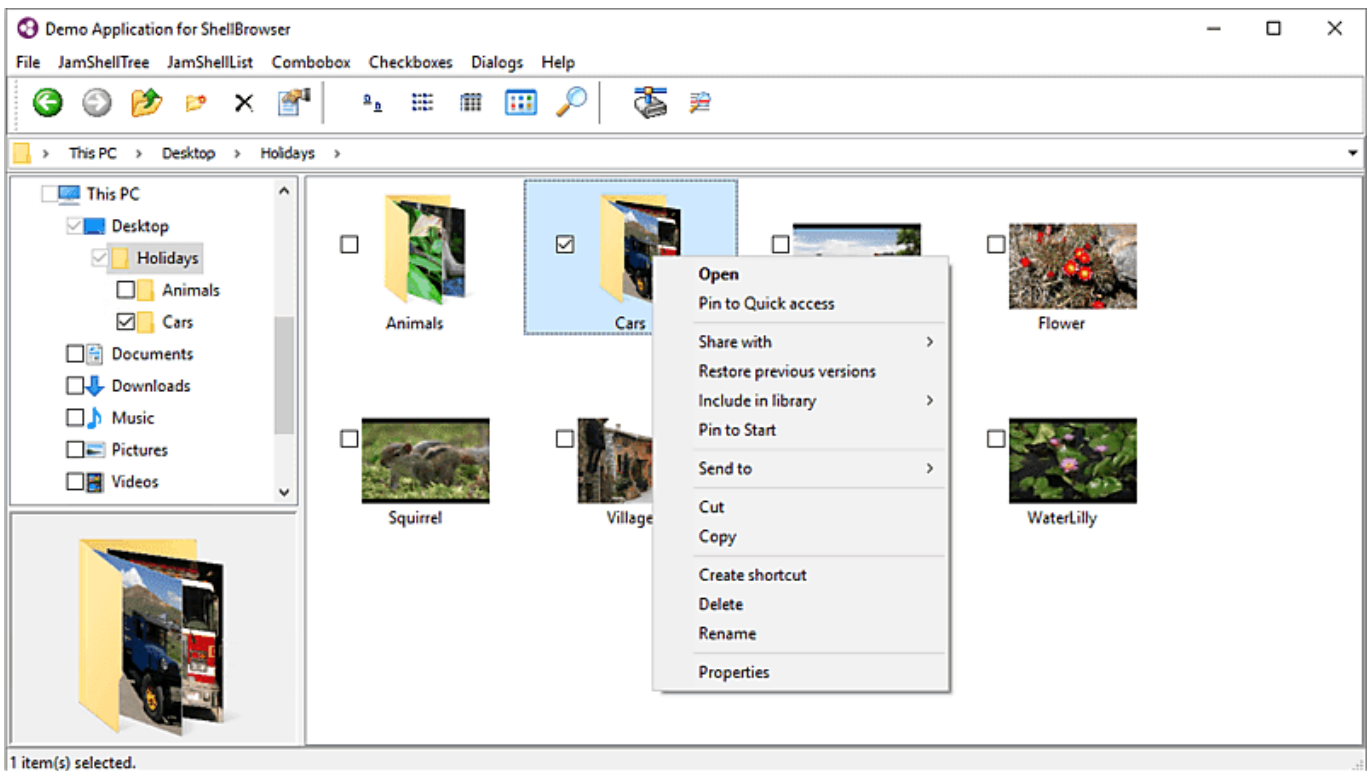 Demo Application for ShellBrowser
File JamShellTree JamShellList Combobox Checkboxes Dialogs Help
This PC > Desktop > Holidays >
This PC
Desktop
Holidays
Animals
Cars
Documents
Downloads
Music
Pictures
Videos
Animals
Cars
Flower
Squirrel
Village
WaterLilly
Open
Pin to Quick access
Share with
Restore previous versions
Include in library
Pin to Start
Send to
Cut
Copy
Create shortcut
Delete
Rename
Properties
1 item(s) selected.